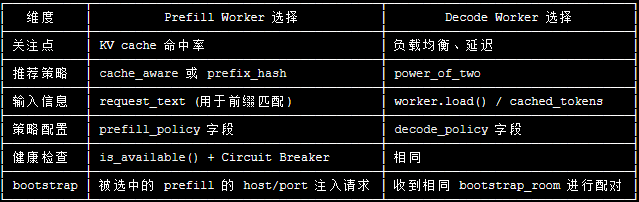 维度 Prefill Worker 选择 Decode Worker 选择
关注点 KV cache 命中率 负载均衡、延迟
推荐策略 cache_aware 或 prefix_hash power_of_two
输入信息 request_text (用于前缀匹配) worker.load() / cached_tokens
策略配置 prefill_policy 字段 decode_policy 字段
健康检查 is_available() + Circuit Breaker 相同
bootstrap 被选中的 prefill 的 host/port 注入请求 收到相同 bootstrap_room 进行配对